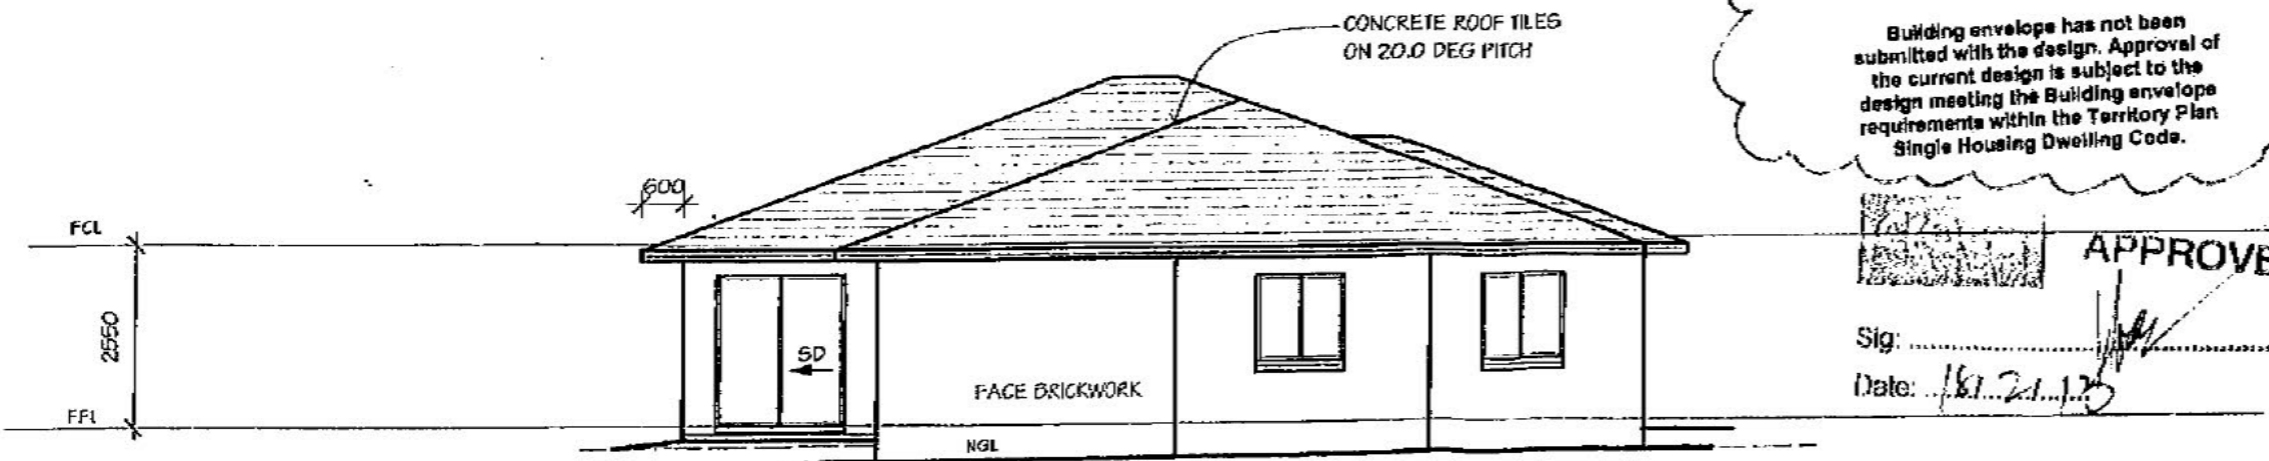 CONCRETE ROOF TILES
ON 20.0 DEG PITCH
Building envelope has not been
submitted with the design. Approval of
the current design is subject to the
design meeting the Building envelope
requirements within the Territory Plan
Single Housing Dwelling Code.
600
FCL
2550
FFL
SD
FACE BRICKWORK
NGL
APPROVE
Sig:
Date: